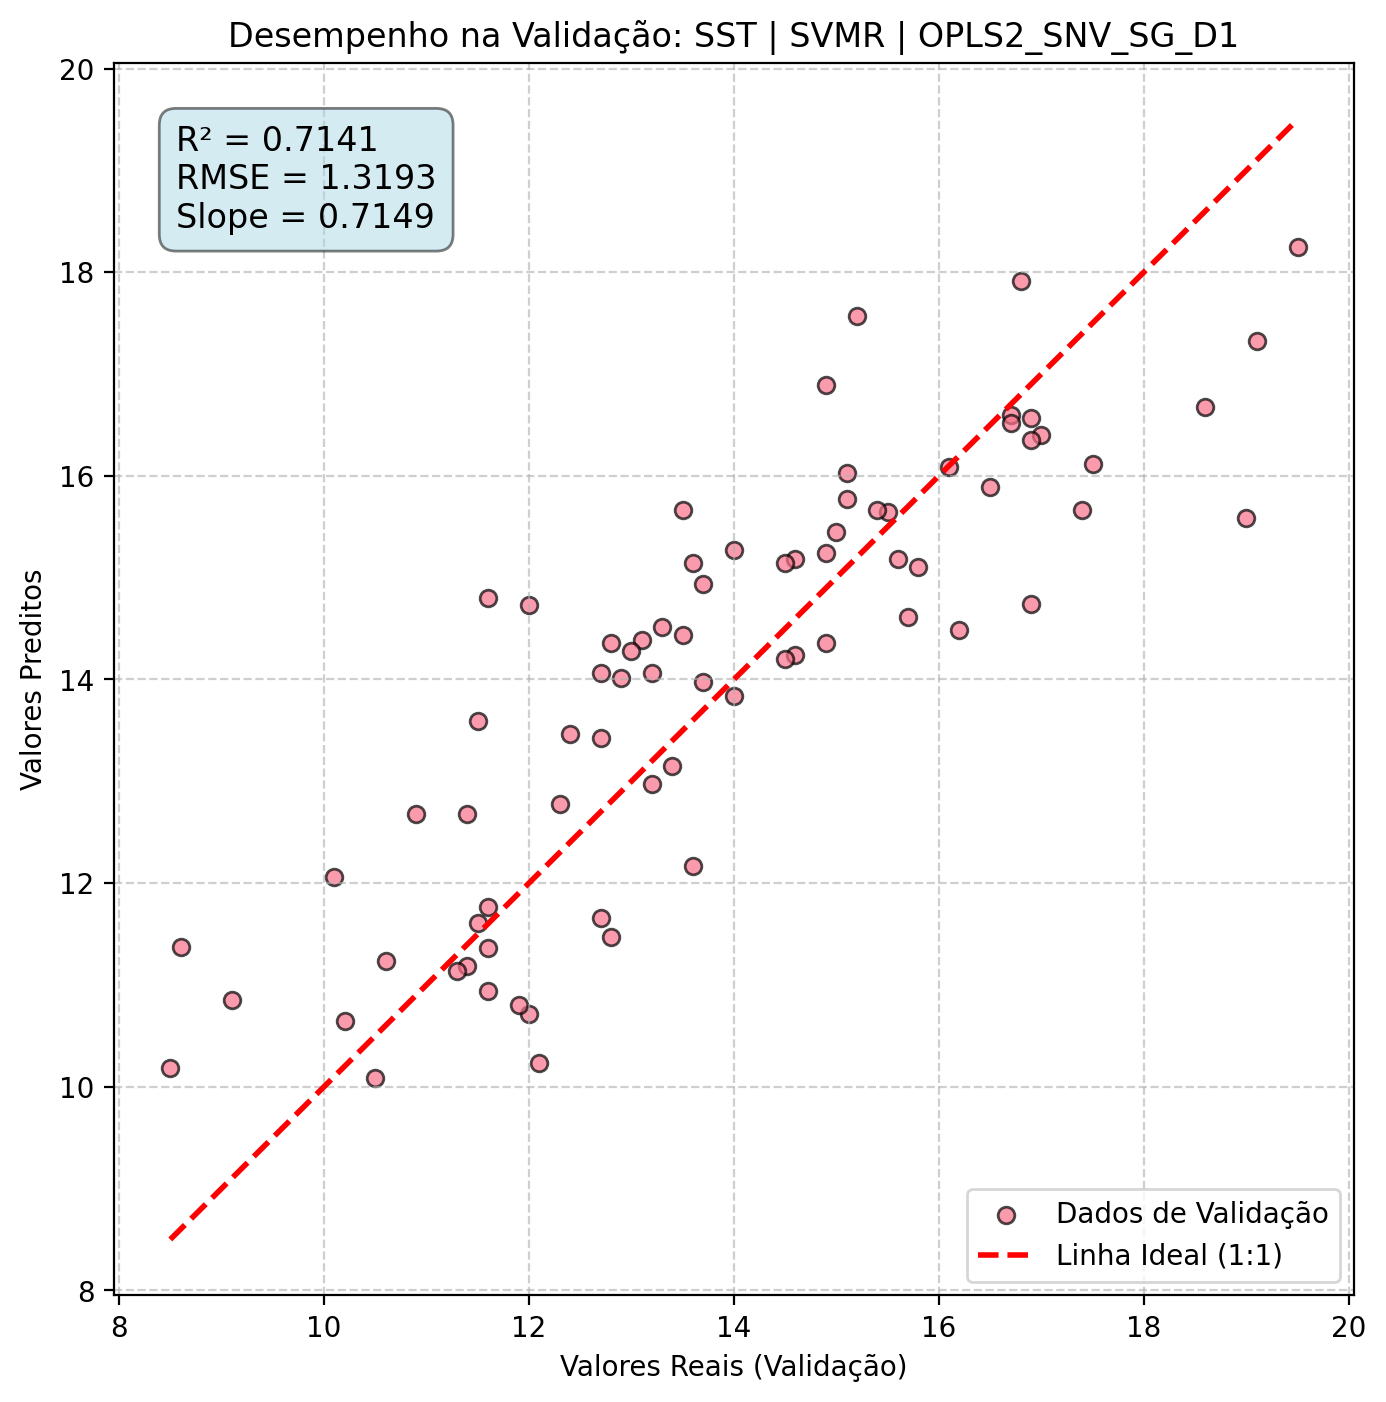 Desempenho na Validação: SST | SVMR | OPLS2_SNV_SG_D1
R² = 0.7141
RMSE = 1.3193
Slope = 0.7149
20
18
16
14
12
10
8
Valores Preditos
Dados de Validação
Linha Ideal (1:1)
8 10 12 14 16 18 20
Valores Reais (Validação)